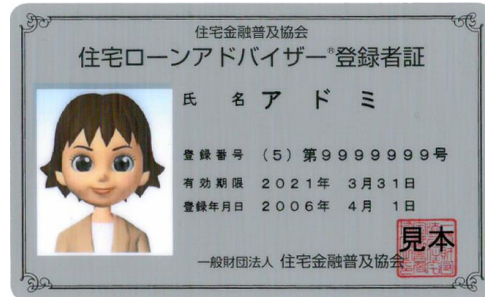 住宅金融普及協会
住宅ローンアドバイザー®登録者証
氏 名 ア ド ミ
登録番号 (5) 第9999999号
有効期限 2021年 3月31日
登録年月日 2006年 4月 1日
見本
一般財団法人 住宅金融普及協会